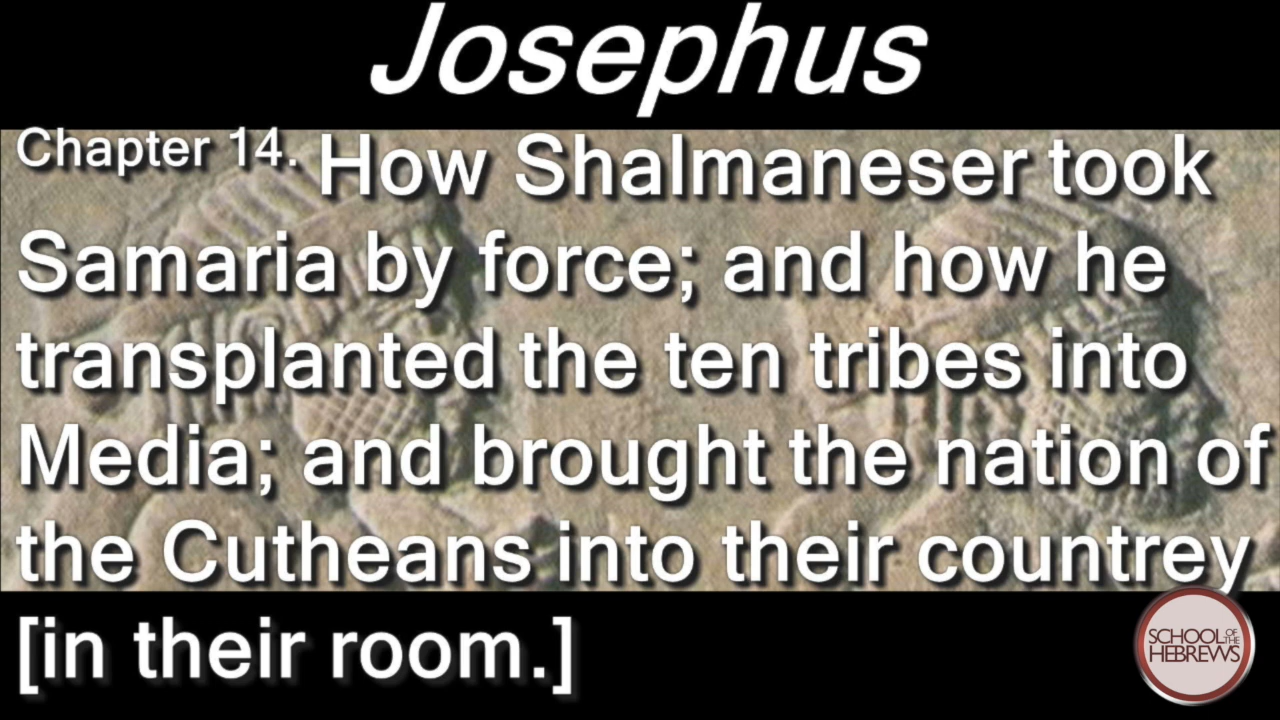 Josephus
Chapter 14. How Shalmaneser took
Samaria by force; and how he
transplanted the ten tribes into
Media; and brought the nation of
the Cutheans into their countrey
[in their room.]
SCHOOL OF THE
HEBREWS